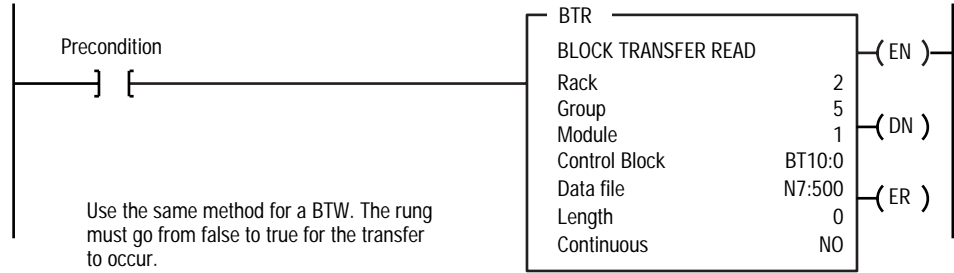 BTR
Precondition
BLOCK TRANSFER READ
EN
Rack 2
Group 5
Module 1
DN
Control Block BT10:0
Data file N7:500
ER
Length 0
Continuous NO
Use the same method for a BTW. The rung
must go from false to true for the transfer
to occur.